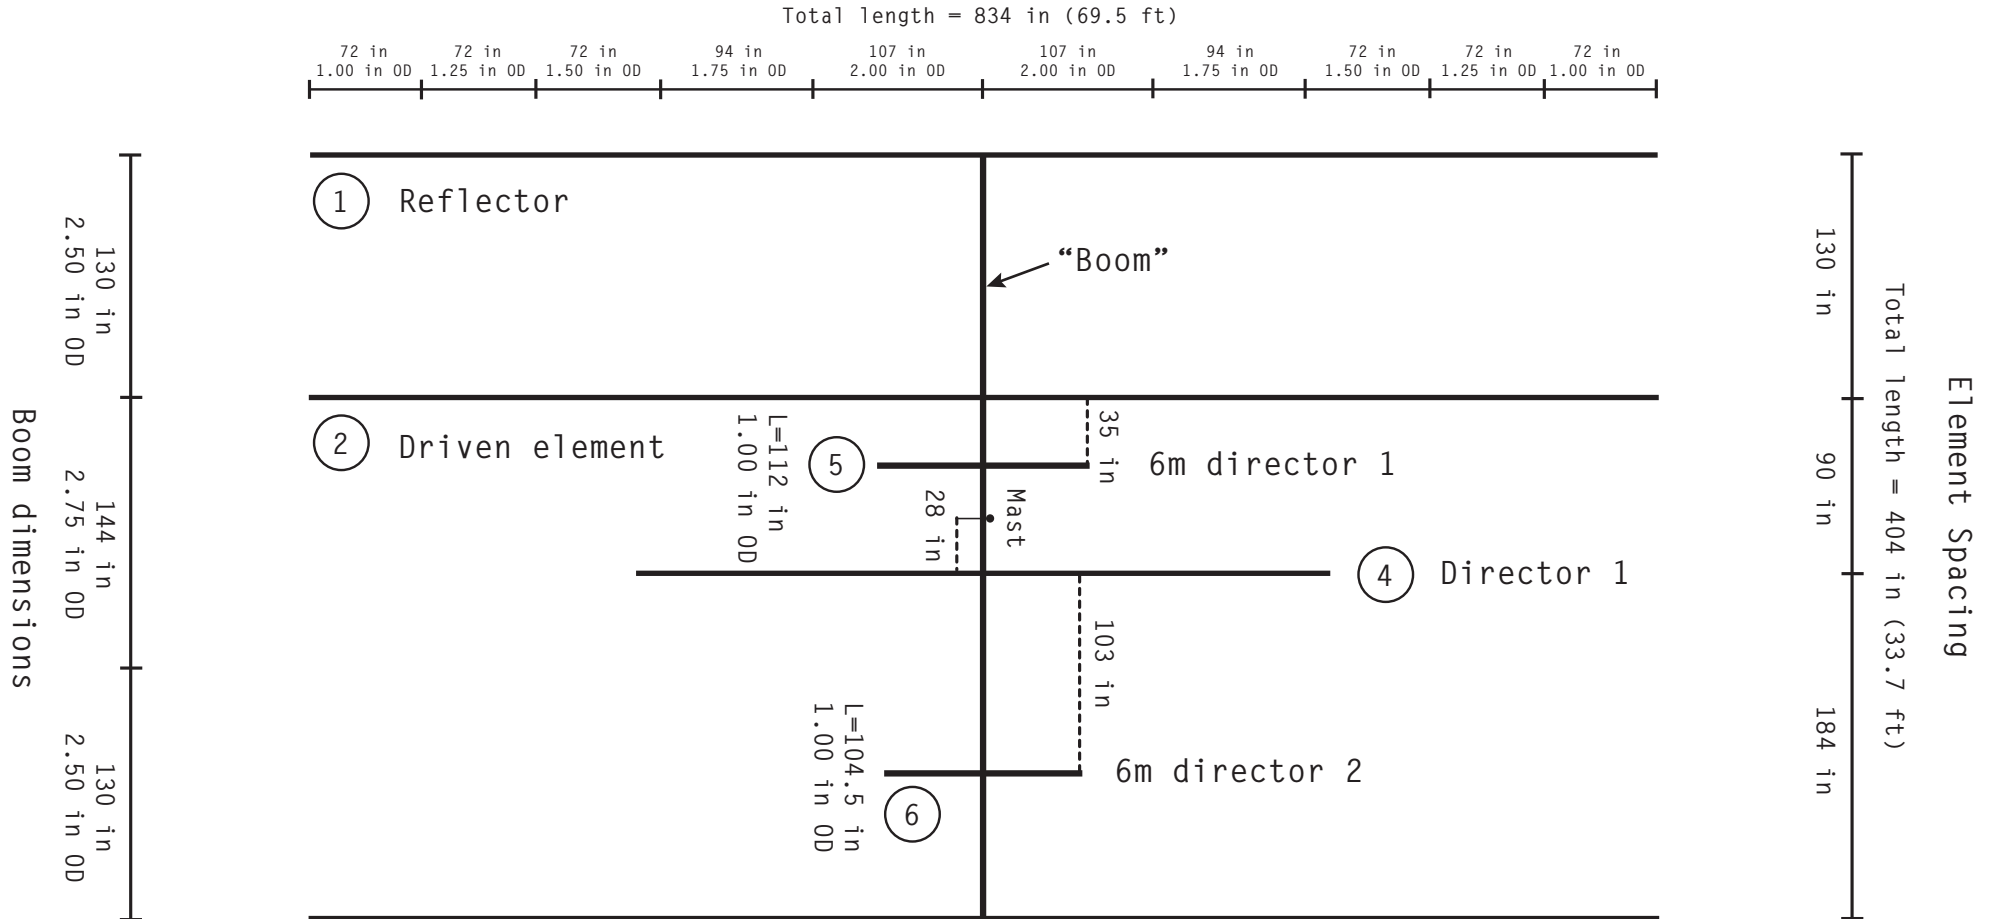 Total length = 834 in (69.5 ft)
72 in 72 in 72 in 94 in 107 in 107 in 94 in 72 in 72 in 72 in
1.00 in OD 1.25 in OD 1.50 in OD 1.75 in OD 2.00 in OD 2.00 in OD 1.75 in OD 1.50 in OD 1.25 in OD 1.00 in OD
1 Reflector
“Boom”
2 Driven element
L=112 in
1.00 in OD
5
35 in
6m director 1
28 in
Mast
4 Director 1
103 in
L=104.5 in
1.00 in OD
6m director 2
6
Boom dimensions
130 in
2.50 in OD
144 in
2.75 in OD
130 in
2.50 in OD
Element Spacing
Total length = 404 in (33.7 ft)
130 in
90 in
184 in